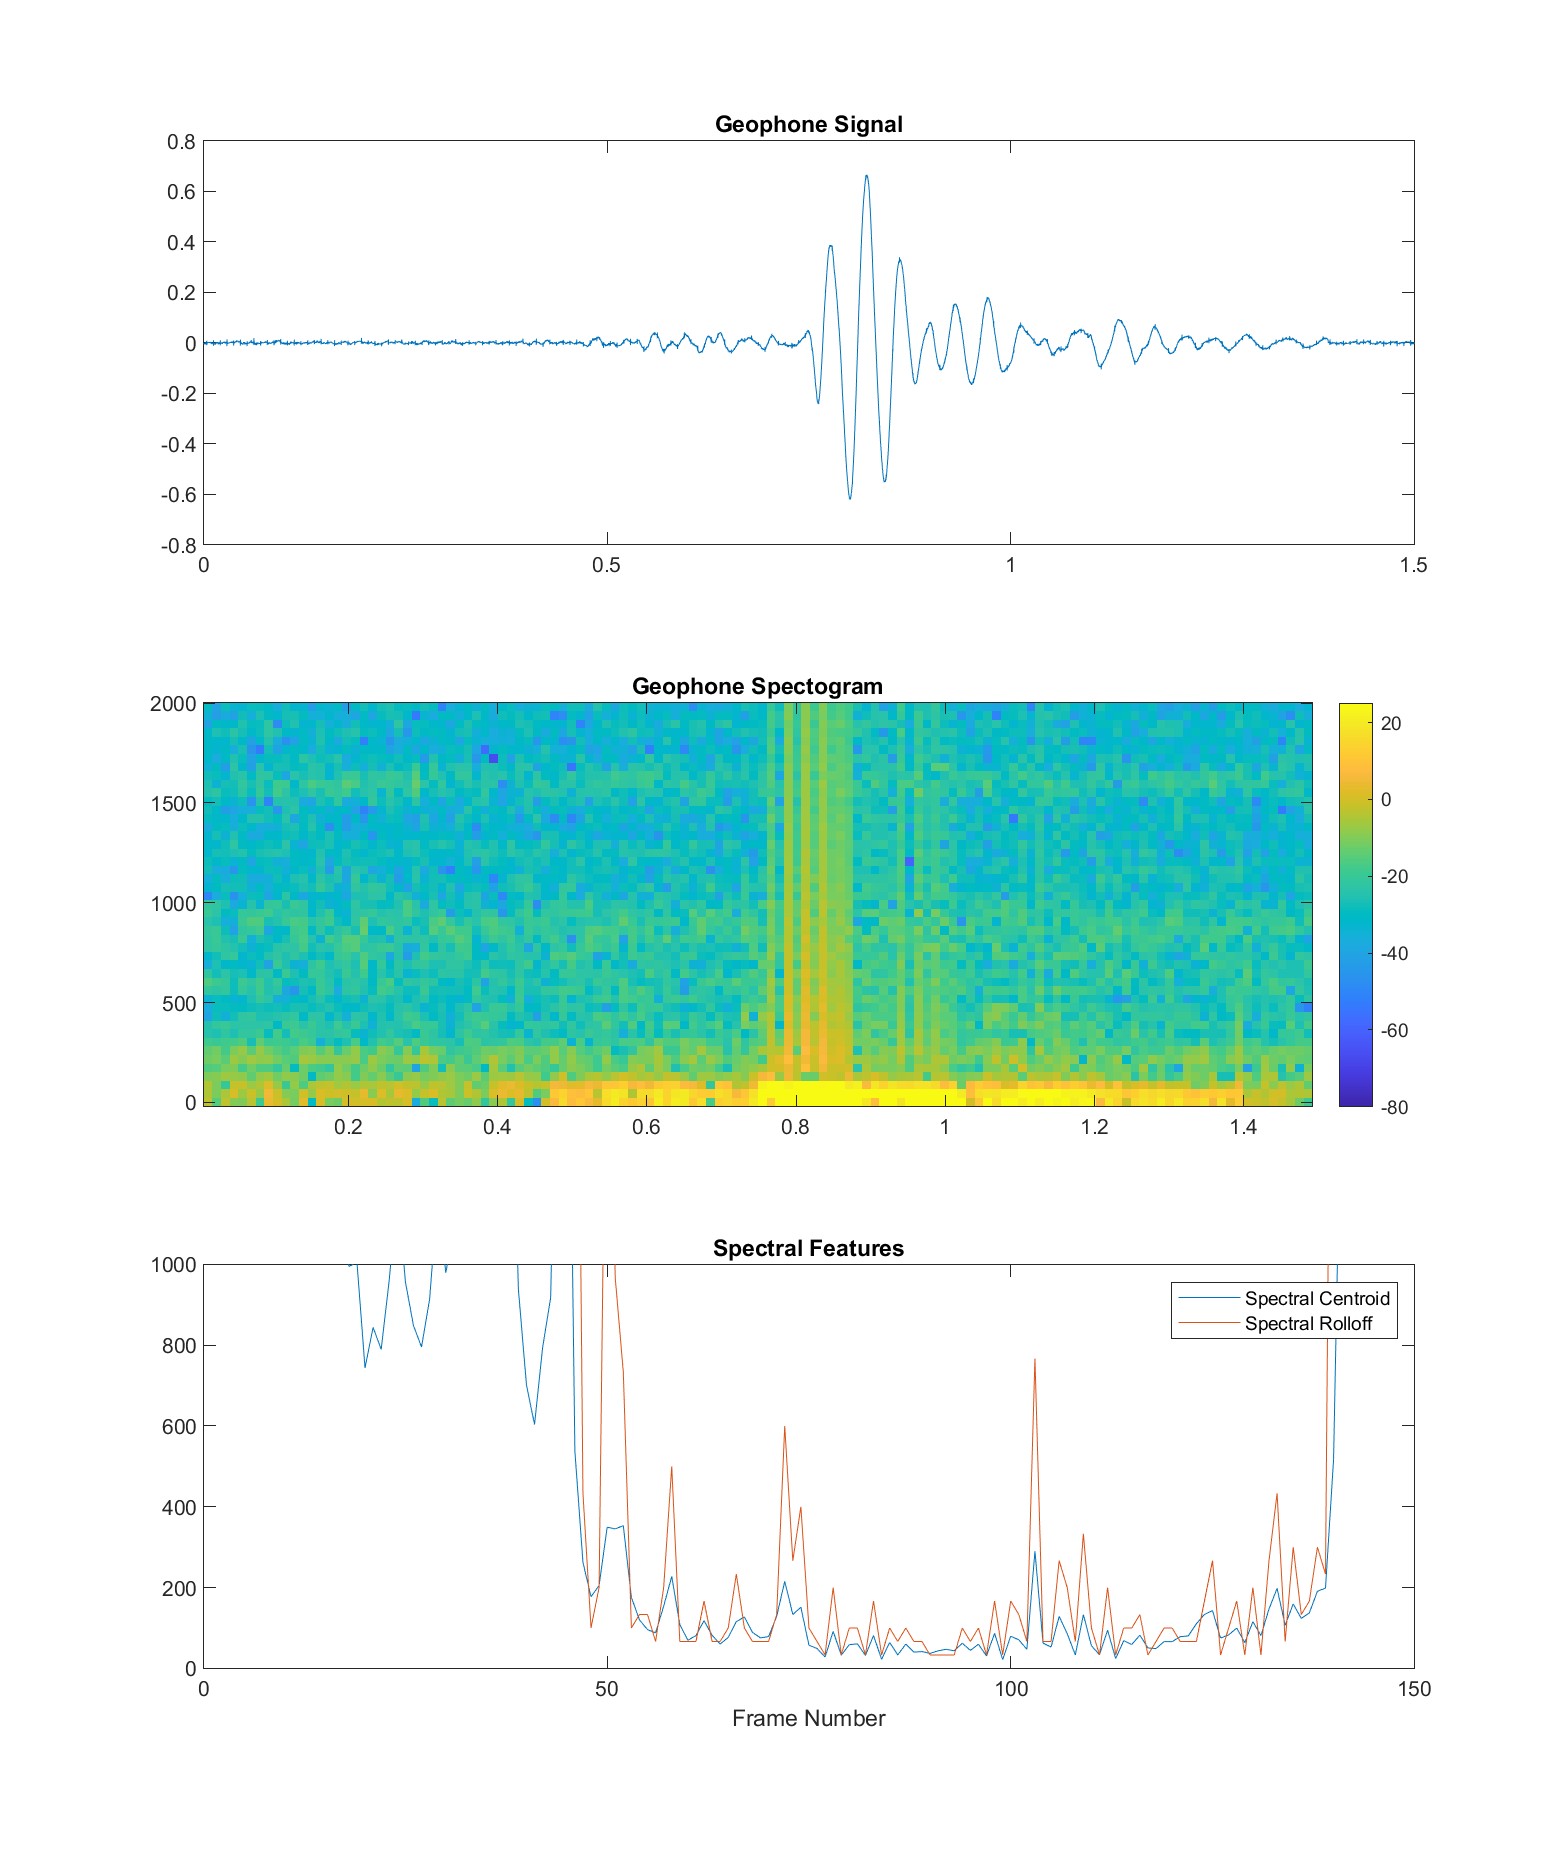 Geophone Signal
0.8
0.6
0.4
0.2
0
-0.2
-0.4
-0.6
-0.8
0 0.5 1 1.5
Geophone Spectogram
2000
1500
1000
500
0
0.2 0.4 0.6 0.8 1 1.2 1.4
20
0
-20
-40
-60
-80
Spectral Features
1000
800
600
400
200
0
Spectral Centroid
Spectral Rolloff
0 50 100 150
Frame Number